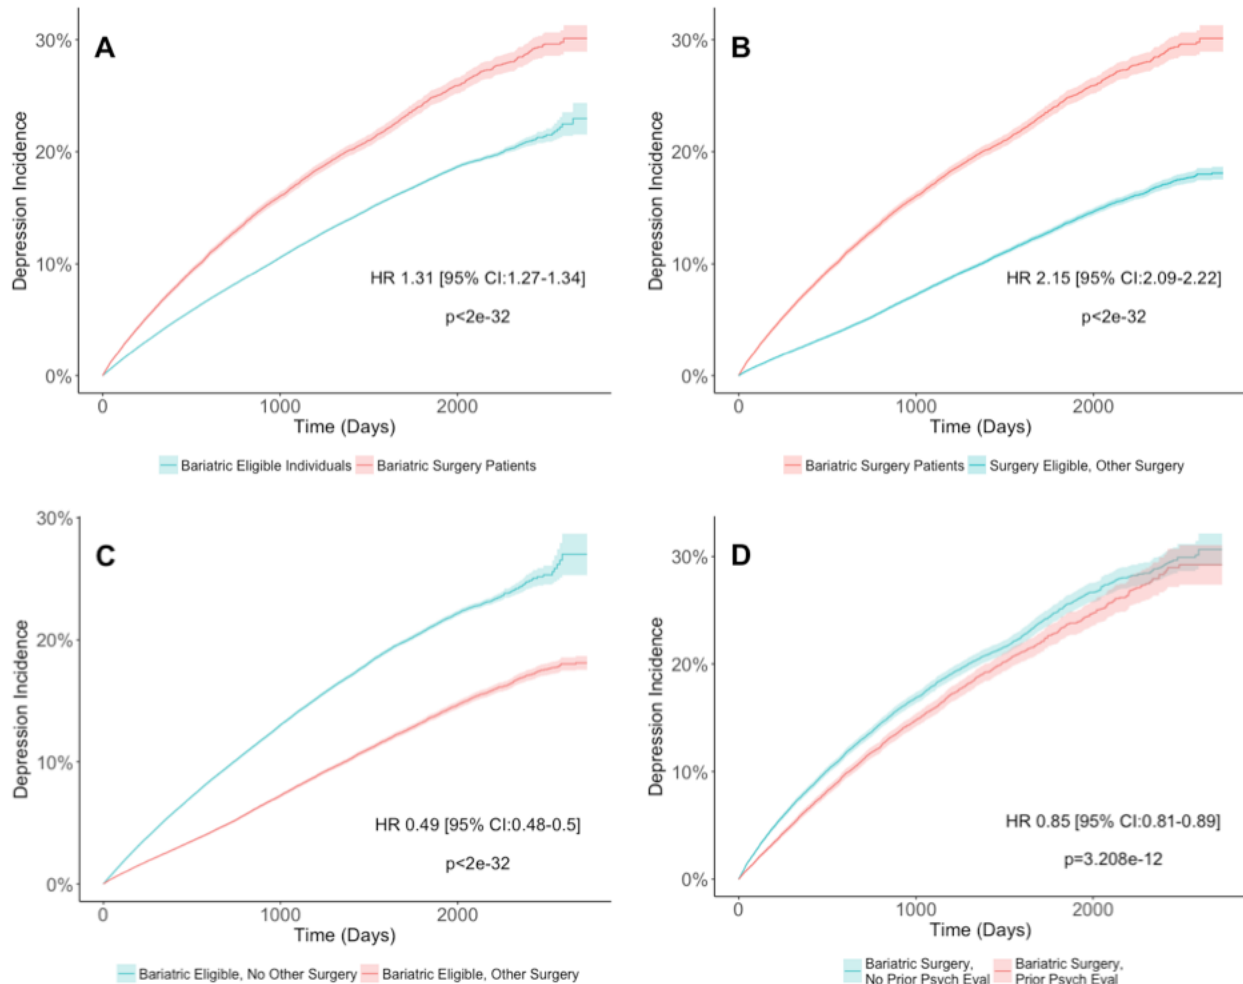 A
Depression Incidence
30%
20%
10%
0%
HR 1.31 [95% CI:1.27-1.34]
p<2e-32
0 1000 2000
Time (Days)
Bariatric Eligible Individuals Bariatric Surgery Patients
B
Depression Incidence
30%
20%
10%
0%
HR 2.15 [95% CI:2.09-2.22]
p<2e-32
0 1000 2000
Time (Days)
Bariatric Surgery Patients Surgery Eligible, Other Surgery
C
Depression Incidence
30%
20%
10%
0%
HR 0.49 [95% CI:0.48-0.5]
p<2e-32
0 1000 2000
Time (Days)
Bariatric Eligible, No Other Surgery Bariatric Eligible, Other Surgery
D
Depression Incidence
30%
20%
10%
0%
HR 0.85 [95% CI:0.81-0.89]
p=3.208e-12
0 1000 2000
Time (Days)
Bariatric Surgery, Bariatric Surgery,
No Prior Psych Eval Prior Psych Eval